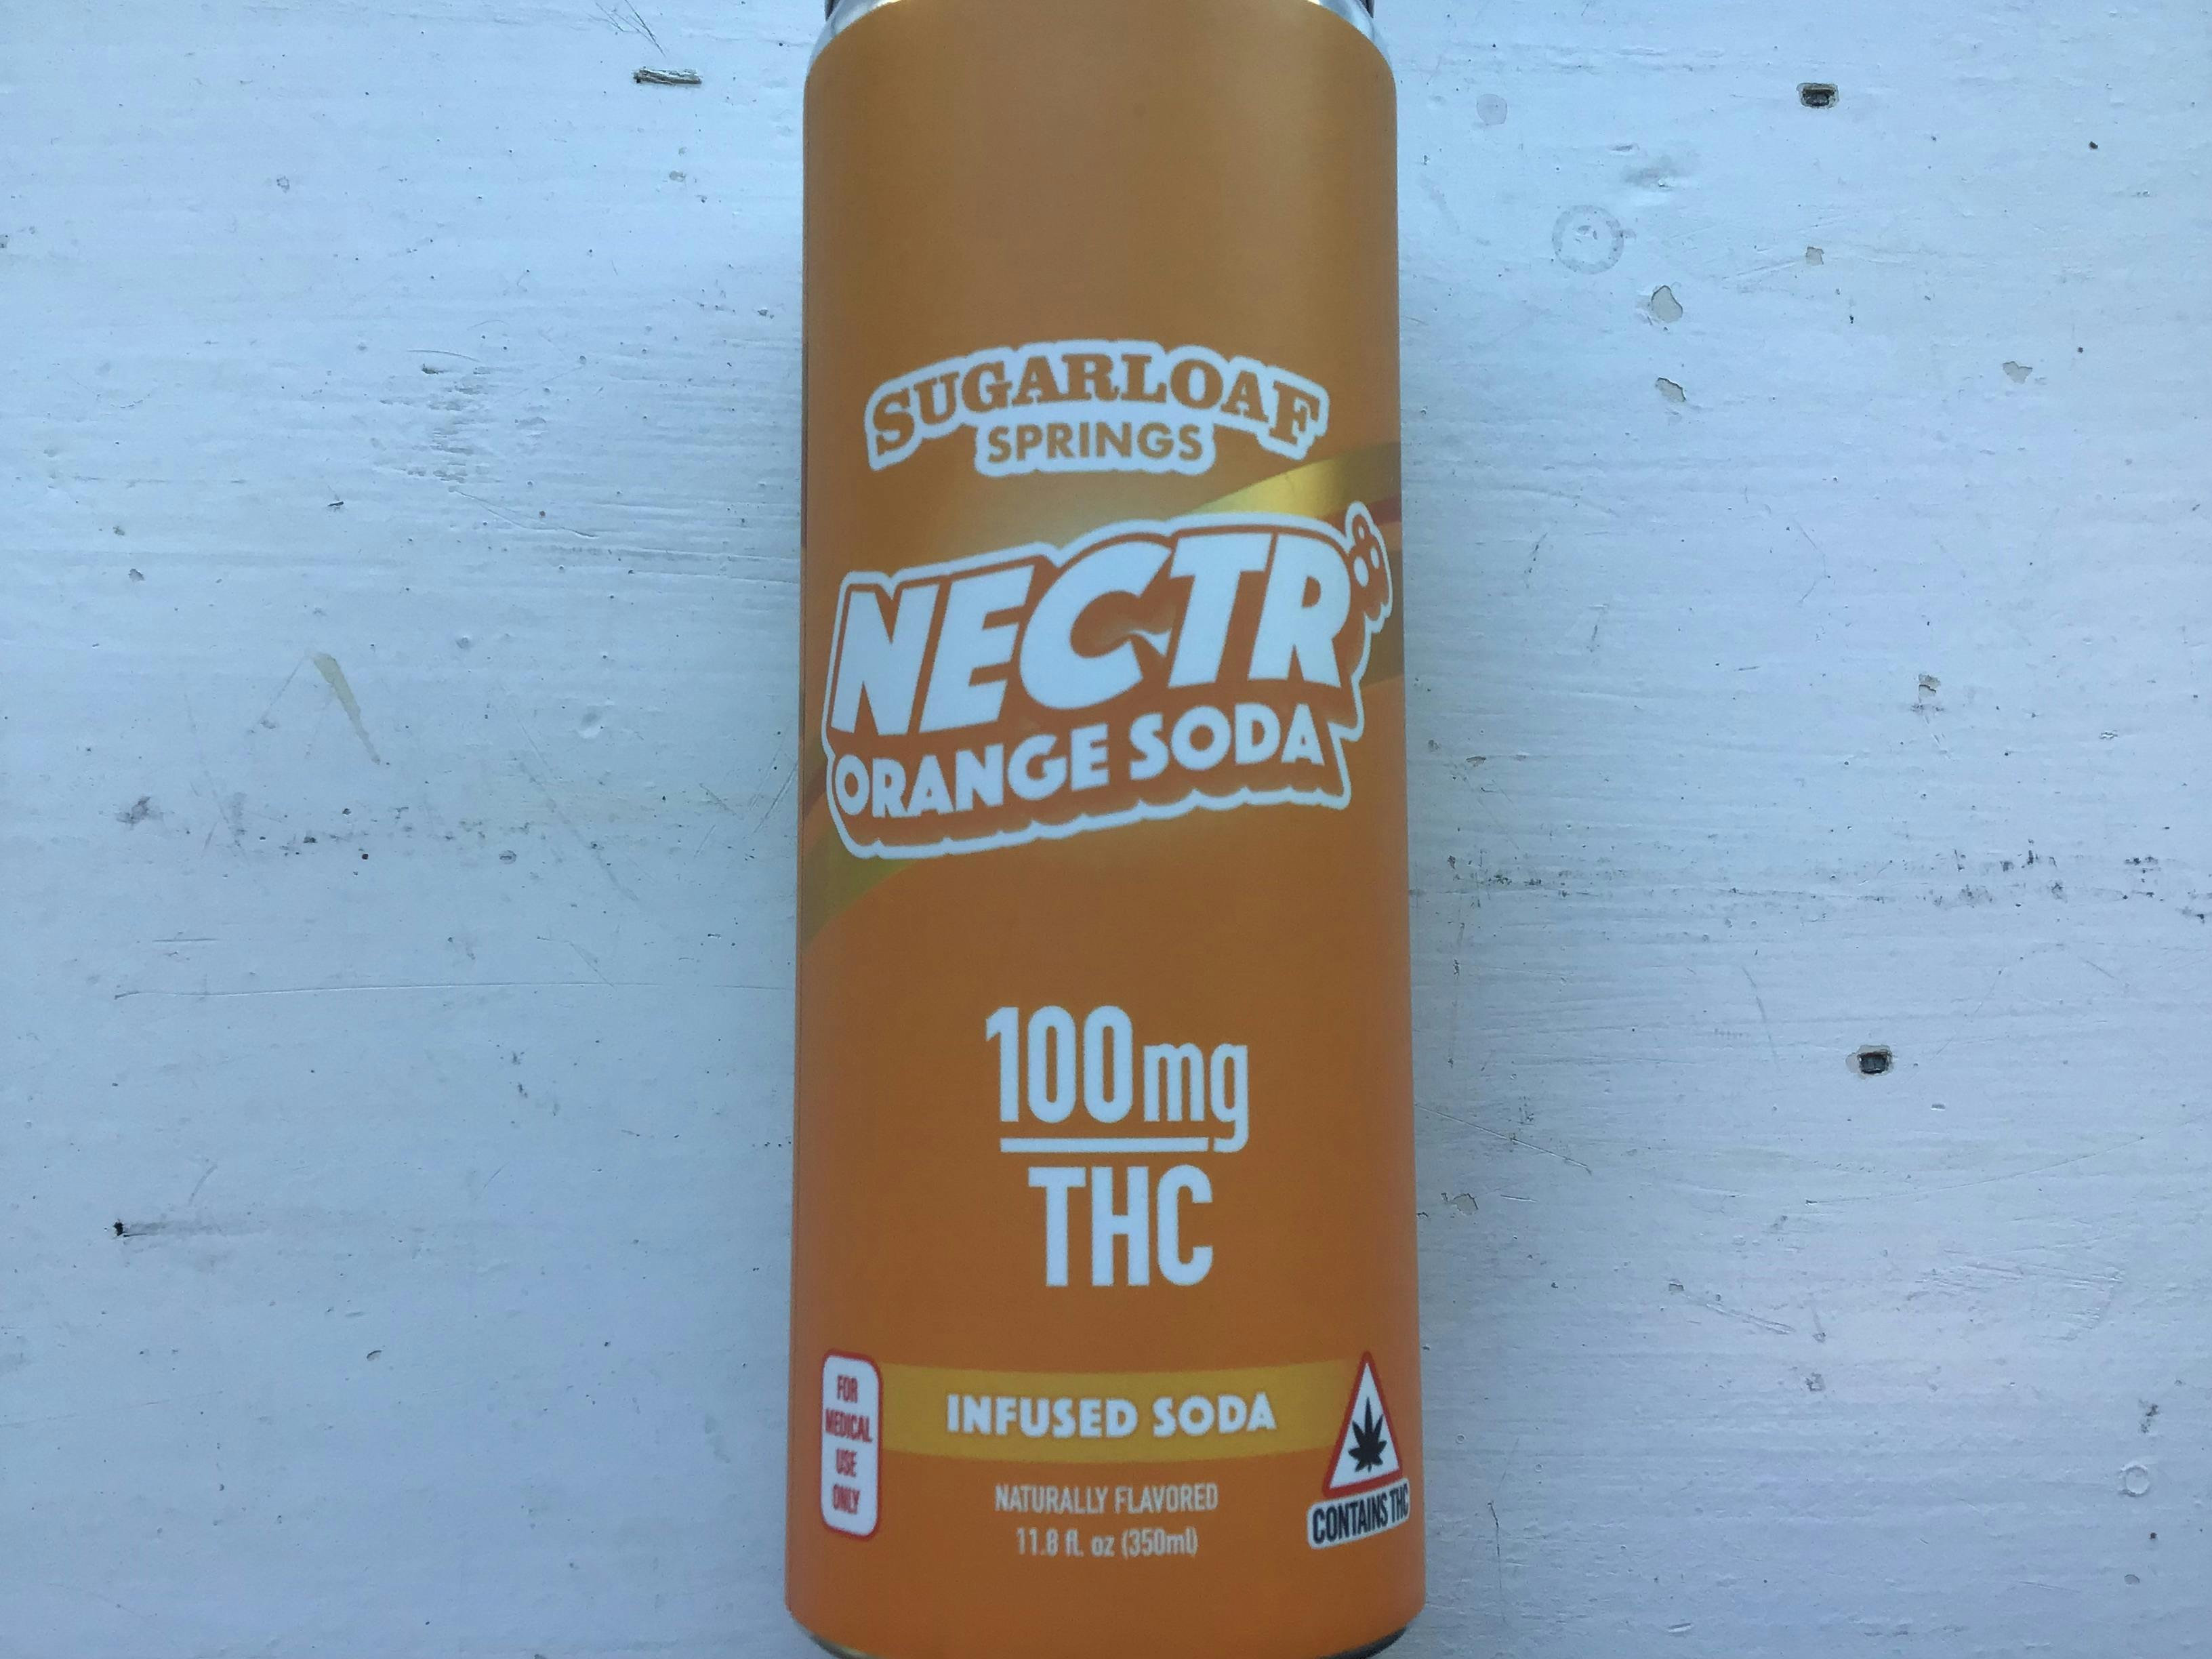 SUGARLOAF
SPRINGS
NECTR
ORANGE SODA
100mg
THC
FOR
MEDICAL
USE
ONLY
INFUSED SODA
NATURALLY FLAVORED
11.8 fl. oz (350ml)
CONTAINS THC